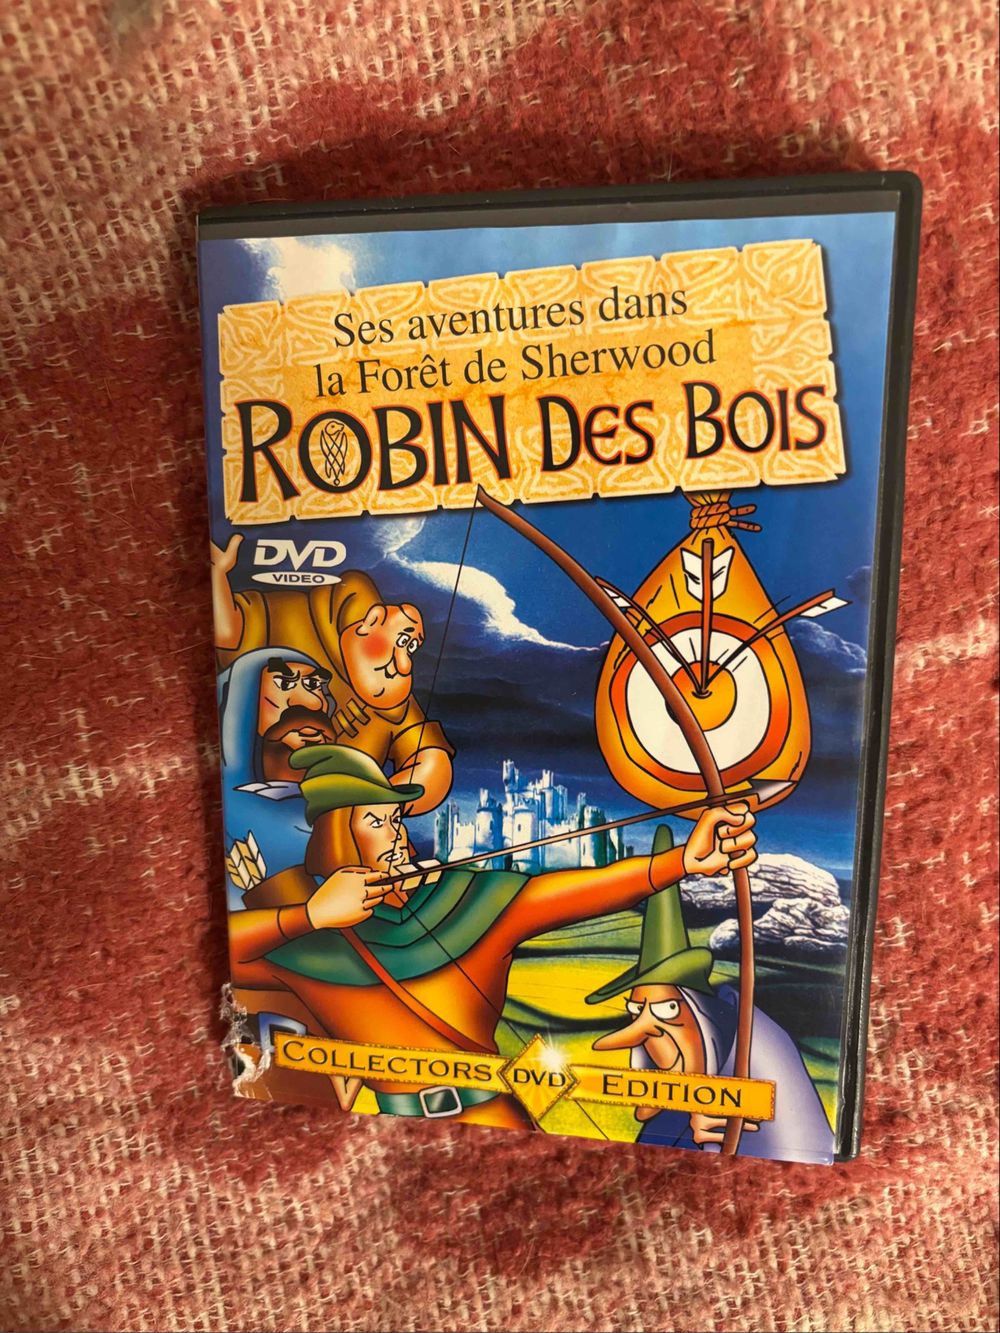 Ses aventures dans
la Forêt de Sherwood
ROBIN DES BOIS
DVD
VIDEO
COLLECTORS DVD EDITION